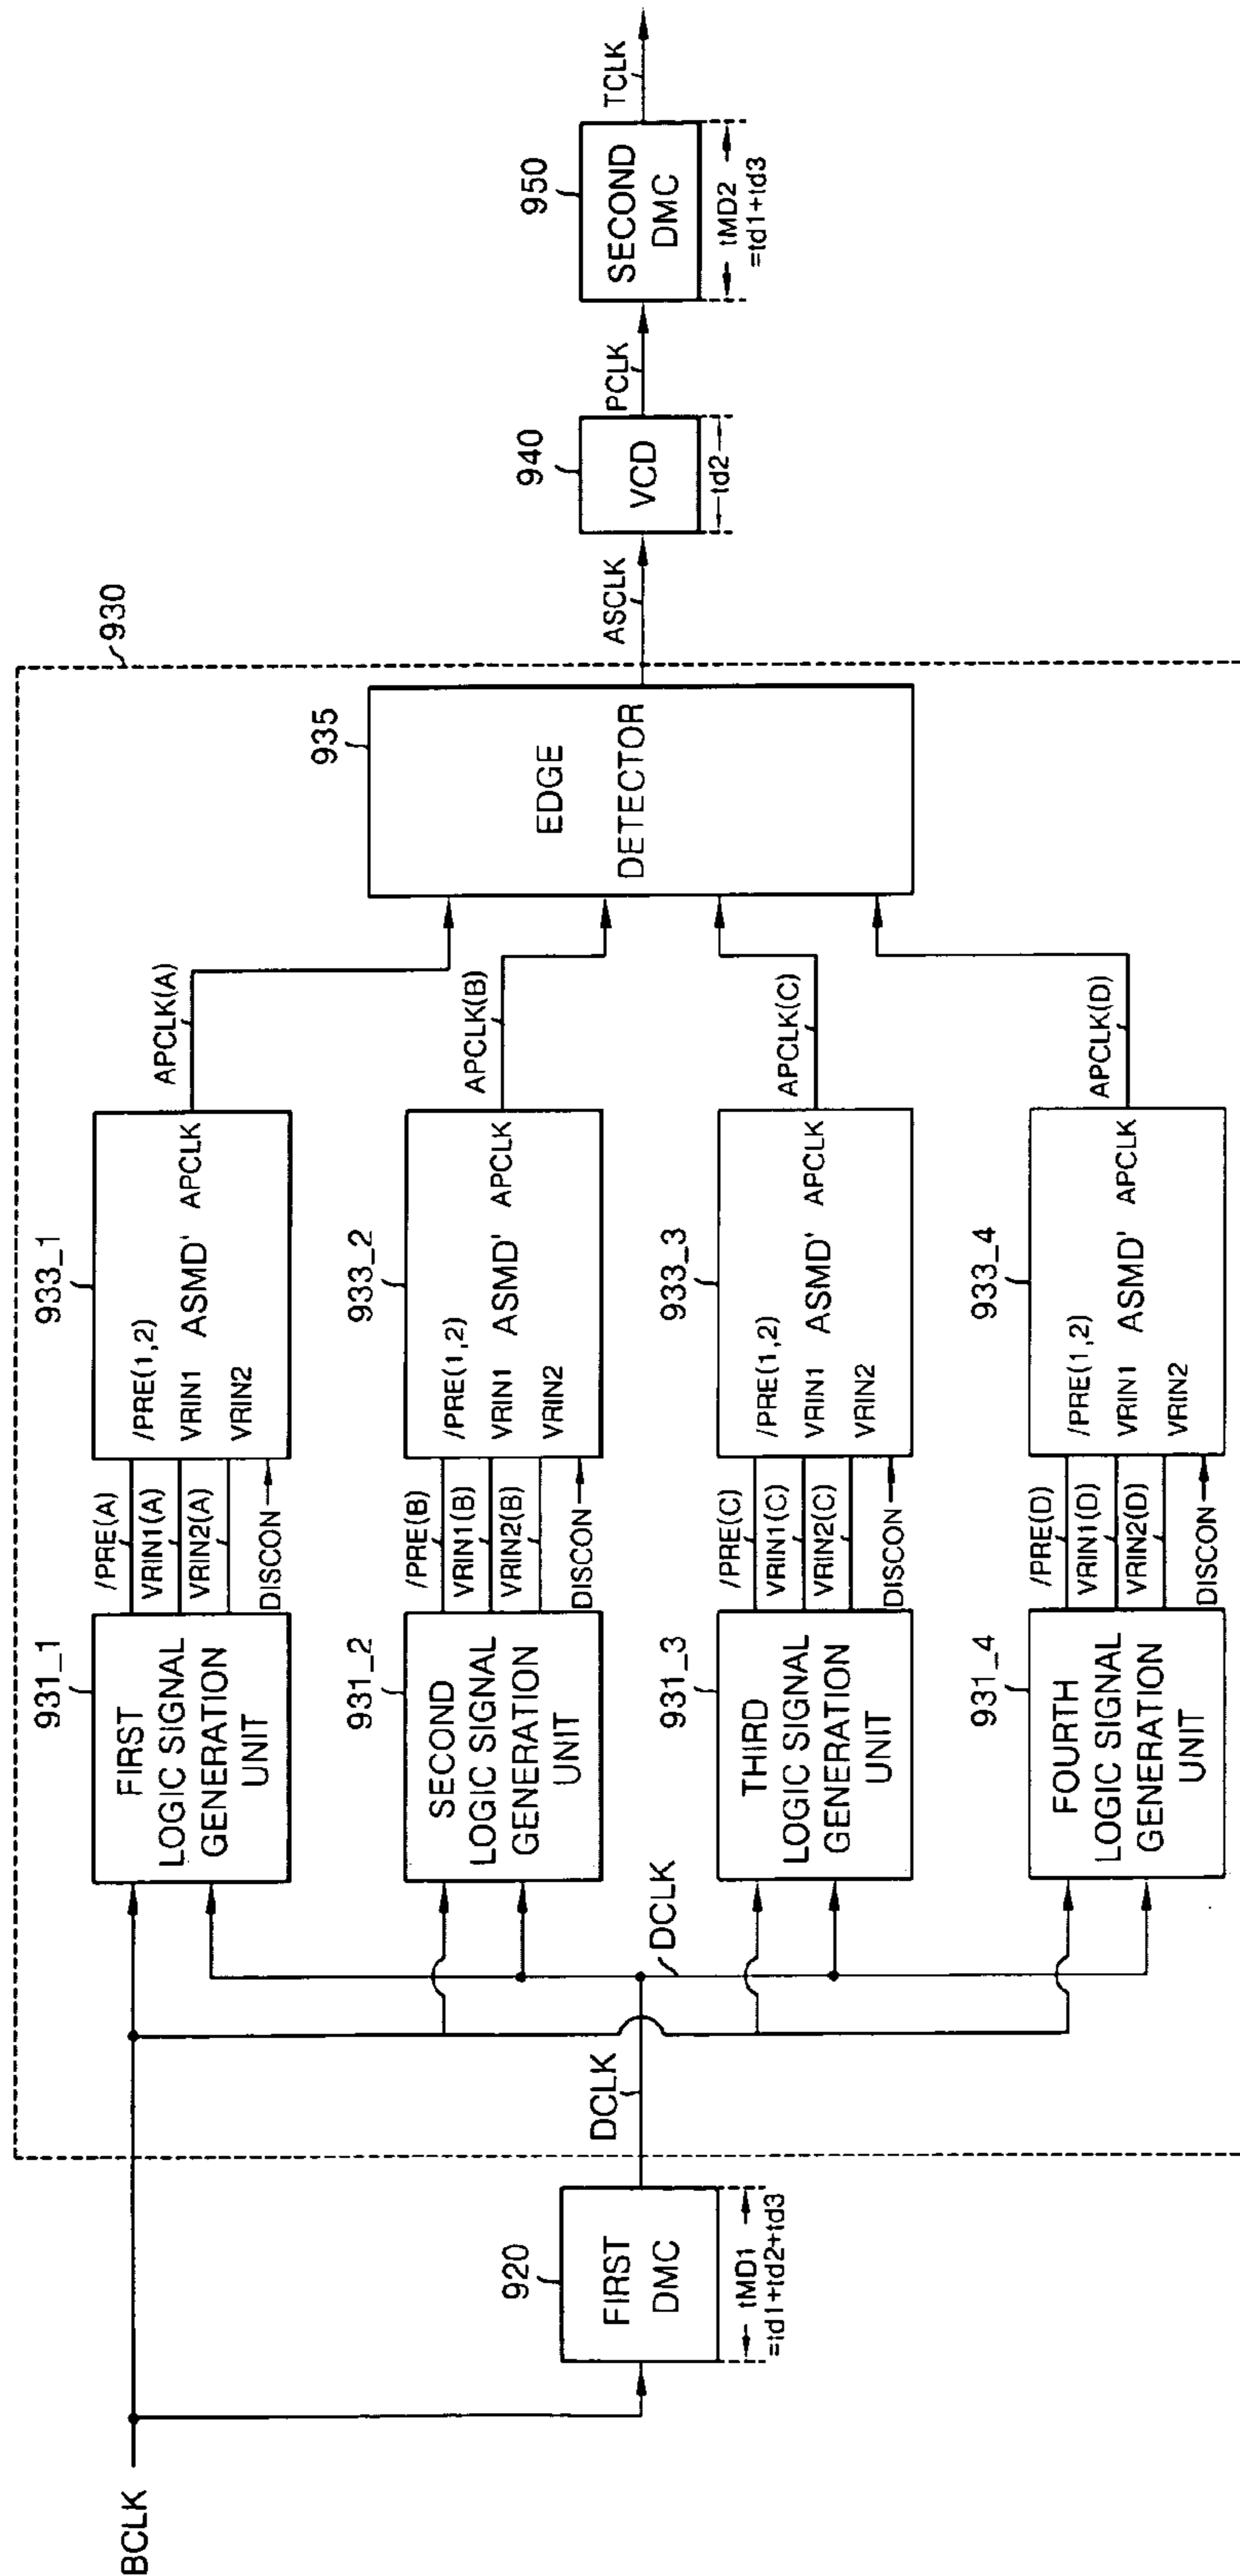 BCLK
920
FIRST
DMC
tMD1
=td1+td2+td3
DCLK
DCLK
930
931_1
FIRST
LOGIC SIGNAL
GENERATION
UNIT
/PRE(A)
VRIN1(A)
VRIN2(A)
DISCON
933_1
/PRE(1,2)
VRIN1 ASMD' APCLK
VRIN2
APCLK(A)
931_2
SECOND
LOGIC SIGNAL
GENERATION
UNIT
/PRE(B)
VRIN1(B)
VRIN2(B)
DISCON
933_2
/PRE(1,2)
VRIN1 ASMD' APCLK
VRIN2
APCLK(B)
931_3
THIRD
LOGIC SIGNAL
GENERATION
UNIT
/PRE(C)
VRIN1(C)
VRIN2(C)
DISCON
933_3
/PRE(1,2)
VRIN1 ASMD' APCLK
VRIN2
APCLK(C)
931_4
FOURTH
LOGIC SIGNAL
GENERATION
UNIT
/PRE(D)
VRIN1(D)
VRIN2(D)
DISCON
933_4
/PRE(1,2)
VRIN1 ASMD' APCLK
VRIN2
APCLK(D)
935
EDGE
DETECTOR
ASCLK
940
VCD
td2
PCLK
950
SECOND
DMC
tMD2
=td1+td3
TCLK